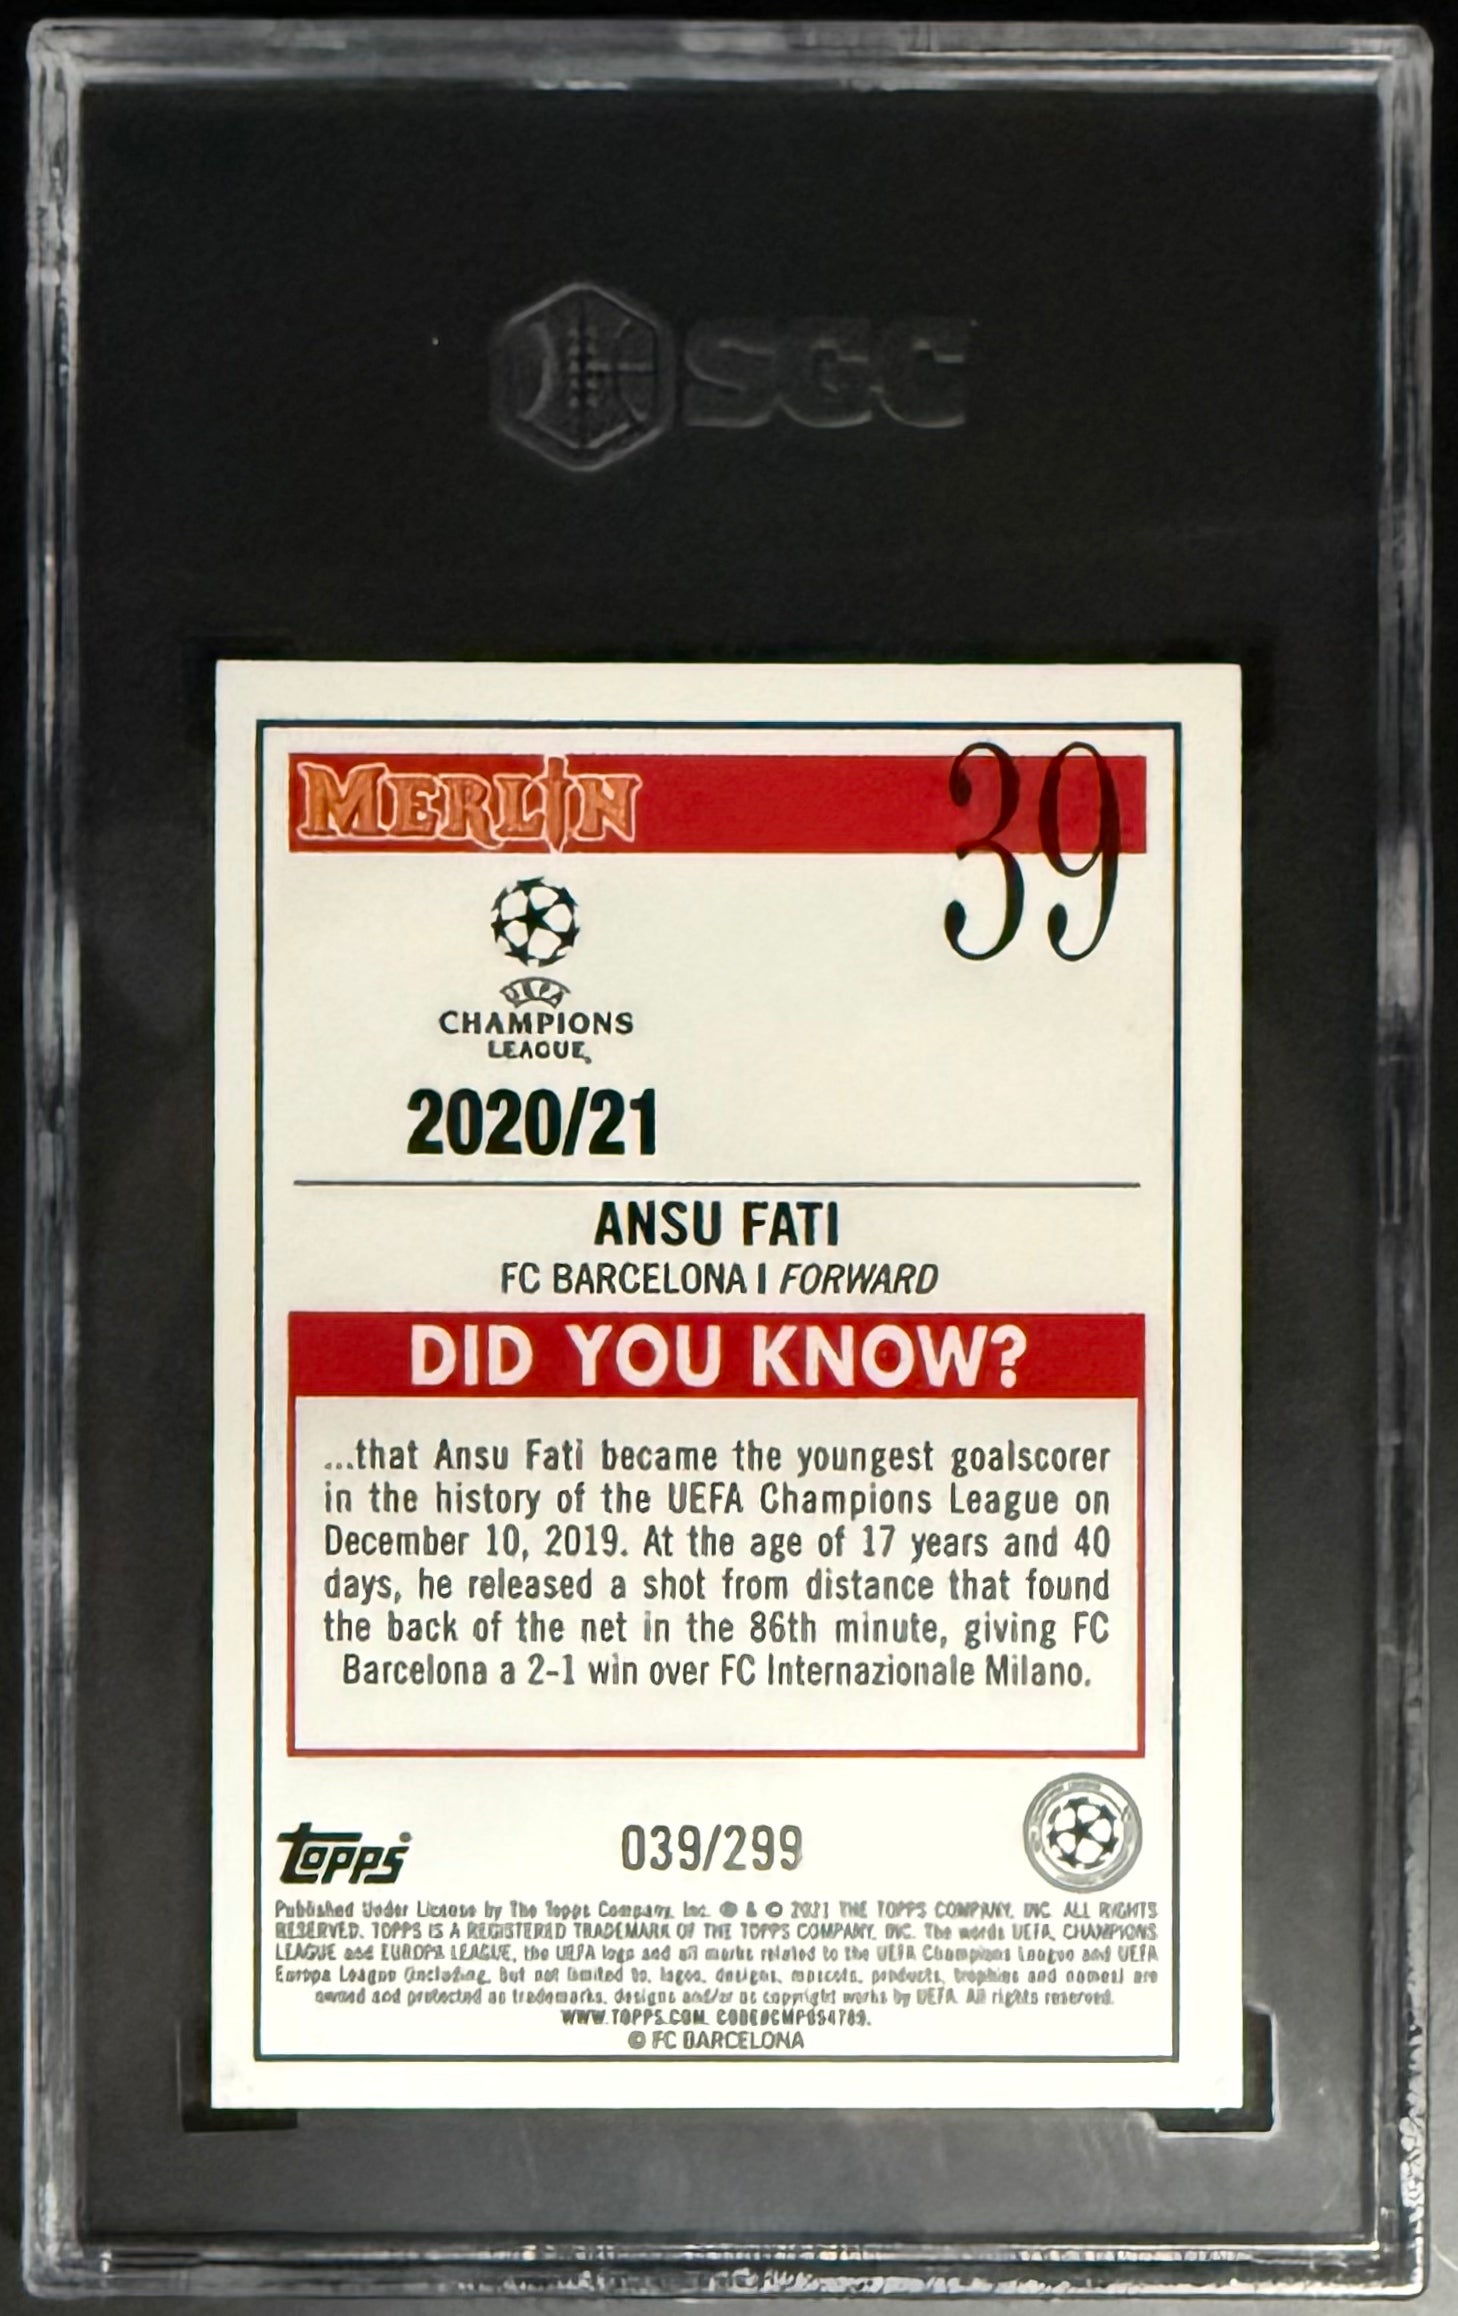 SGC
MERLIN
39
UEFA
CHAMPIONS
LEAGUE
2020/21
ANSU FATI
FC BARCELONA | FORWARD
DID YOU KNOW?
...that Ansu Fati became the youngest goalscorer
in the history of the UEFA Champions League on
December 10, 2019. At the age of 17 years and 40
days, he released a shot from distance that found
the back of the net in the 86th minute, giving FC
Barcelona a 2-1 win over FC Internazionale Milano.
topps
039/299
Published Under License by The Topps Company, Inc. ® & © 2021 THE TOPPS COMPANY, INC. ALL RIGHTS
RESERVED. TOPPS IS A REGISTERED TRADEMARK OF THE TOPPS COMPANY, INC. The words UEFA, CHAMPIONS
LEAGUE and EUROPA LEAGUE, the UEFA logo and all marks related to the UEFA Champions League and UEFA
Europa League (including, but not limited to, logos, designs, mascots, products, trophies and names) are
owned and protected as trademarks, designs and/or as copyright works by UEFA. All rights reserved.
WWW.TOPPS.COM.
© FC BARCELONA